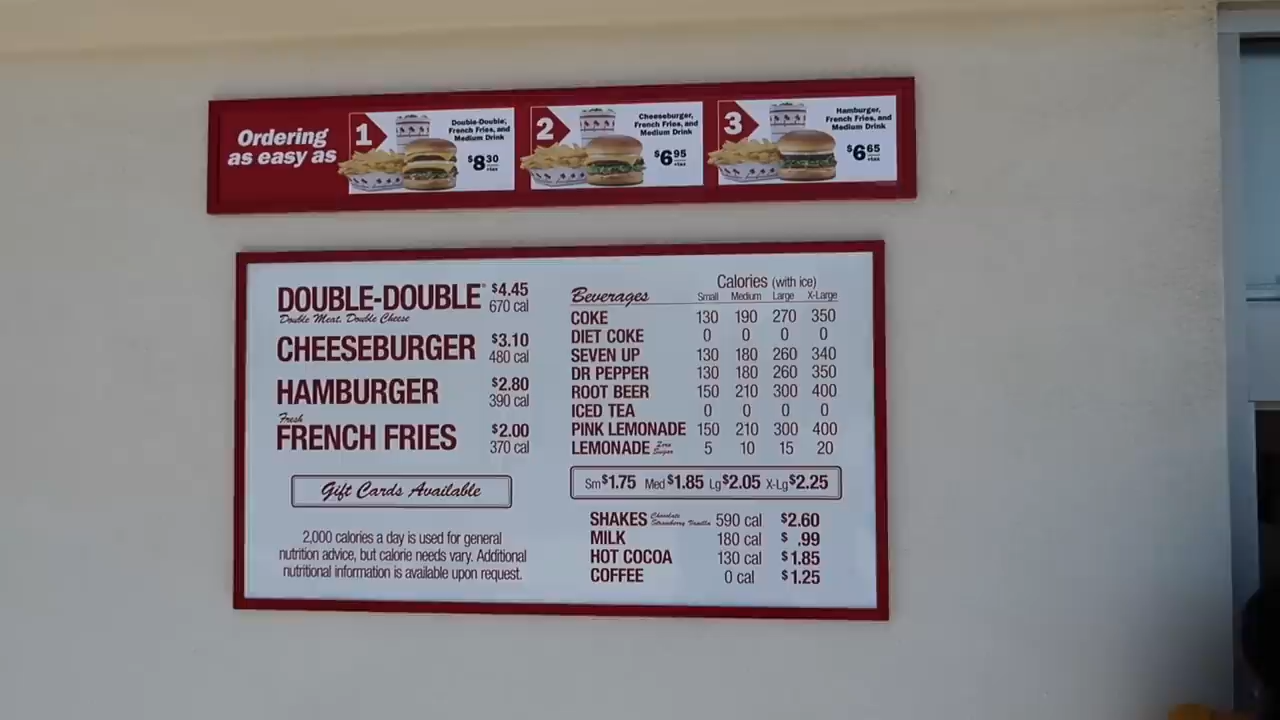 Ordering
as easy as
1
Double-Double,
French Fries, and
Medium Drink
$830
+tax
2
Cheeseburger,
French Fries, and
Medium Drink
$695
+tax
3
Hamburger,
French Fries, and
Medium Drink
$665
+tax
DOUBLE-DOUBLE® $4.45
Double Meat. Double Cheese 670 cal
CHEESEBURGER $3.10
480 cal
HAMBURGER $2.80
390 cal
Fresh
FRENCH FRIES $2.00
370 cal
Gift Cards Available
2,000 calories a day is used for general
nutrition advice, but calorie needs vary. Additional
nutritional information is available upon request.
Calories (with ice)
Beverages Small Medium Large X-Large
COKE 130 190 270 350
DIET COKE 0 0 0 0
SEVEN UP 130 180 260 340
DR PEPPER 130 180 260 350
ROOT BEER 150 210 300 400
ICED TEA 0 0 0 0
PINK LEMONADE 150 210 300 400
LEMONADE Zero Sugar 5 10 15 20
Sm$1.75 Med$1.85 Lg$2.05 X-Lg$2.25
SHAKES Chocolate Strawberry Vanilla 590 cal $2.60
MILK 180 cal $ .99
HOT COCOA 130 cal $1.85
COFFEE 0 cal $1.25